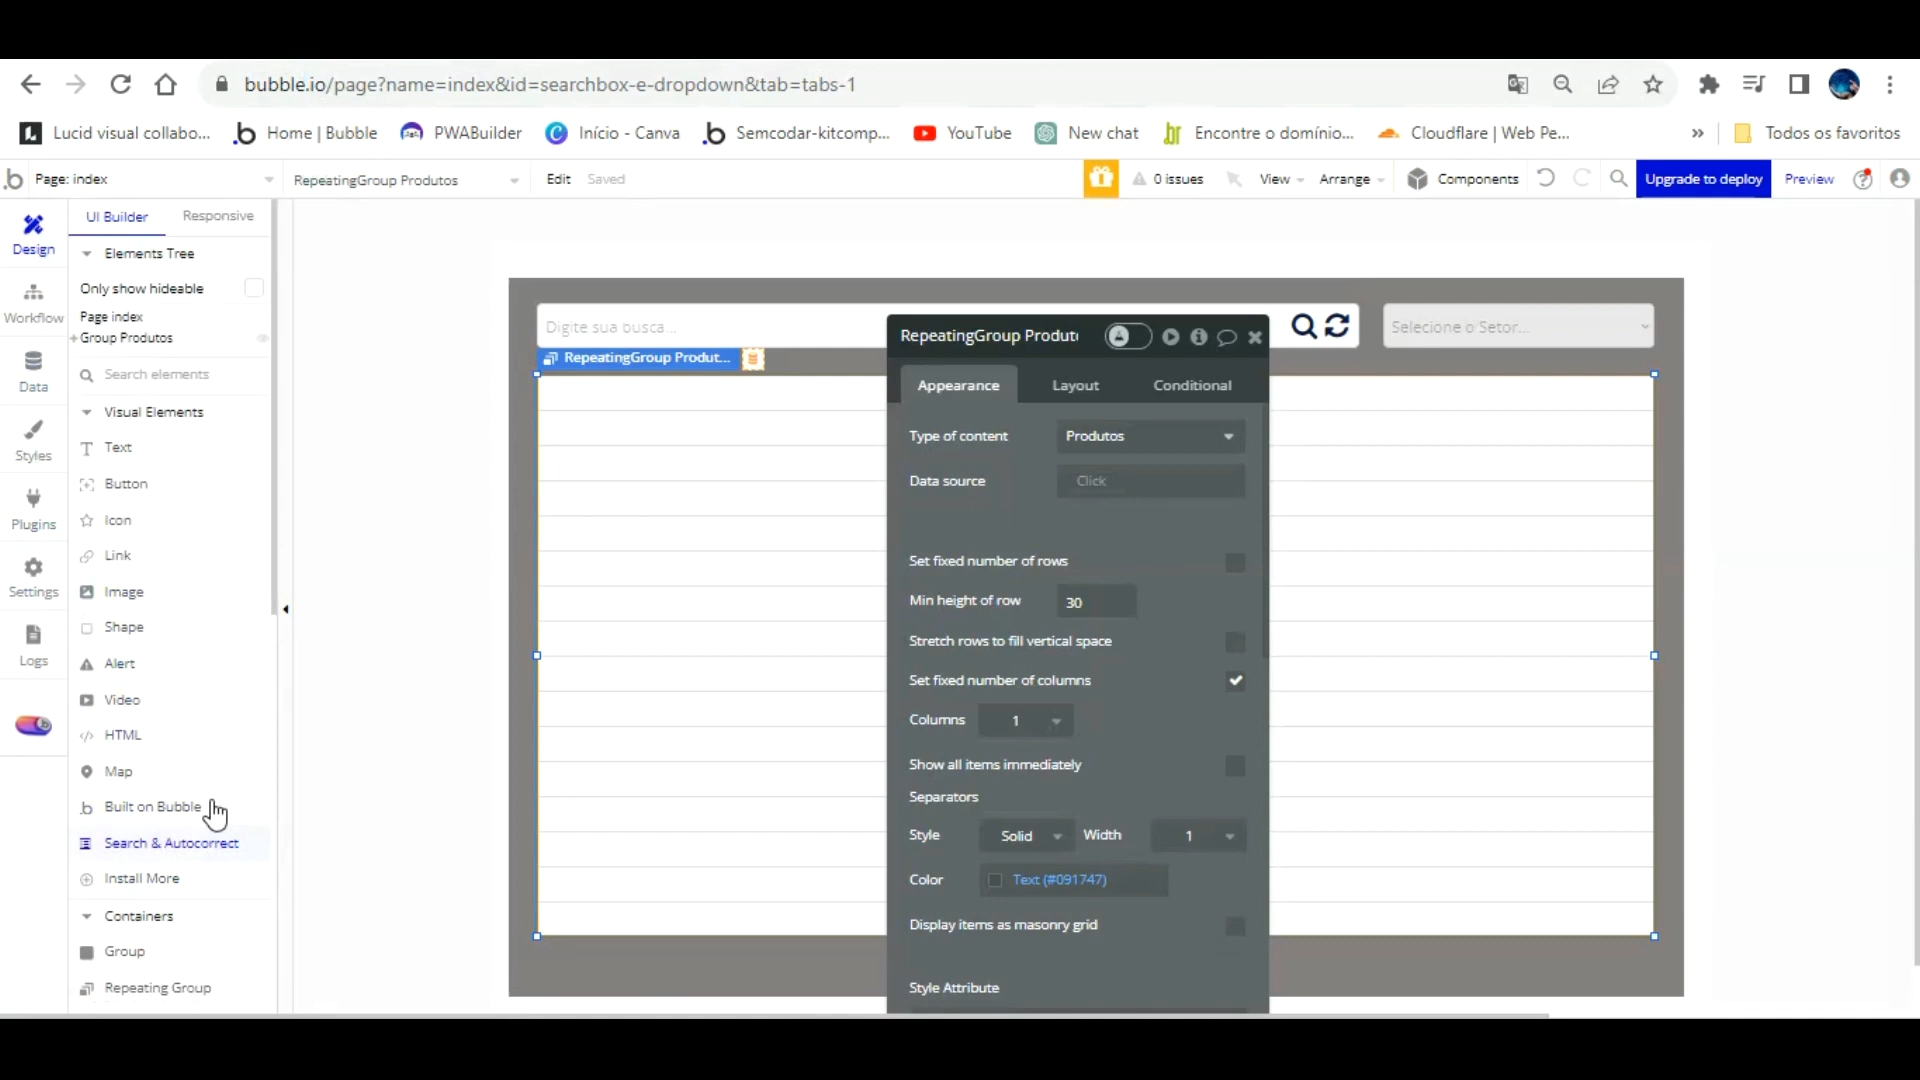 bubble.io/page?name=index&id=searchbox-e-dropdown&tab=tabs-1
Lucid visual collabo... Home | Bubble PWABuilder Início - Canva Semcodar-kitcomp... YouTube New chat Encontre o domínio... Cloudflare | Web Pe... » Todos os favoritos
Page: index RepeatingGroup Produtos Edit Saved 0 issues View Arrange Components Upgrade to deploy Preview
UI Builder Responsive
Design
Workflow
Data
Styles
Plugins
Settings
Logs
Elements Tree
Only show hideable
Page index
+ Group Produtos
Search elements
Visual Elements
Text
Button
Icon
Link
Image
Shape
Alert
Video
HTML
Map
Built on Bubble
Search & Autocorrect
Install More
Containers
Group
Repeating Group
Digite sua busca...
Selecione o Setor...
RepeatingGroup Produt...
RepeatingGroup Produt
Appearance Layout Conditional
Type of content Produtos
Data source Click
Set fixed number of rows
Min height of row 30
Stretch rows to fill vertical space
Set fixed number of columns
Columns 1
Show all items immediately
Separators
Style Solid Width 1
Color Text (#091747)
Display items as masonry grid
Style Attribute